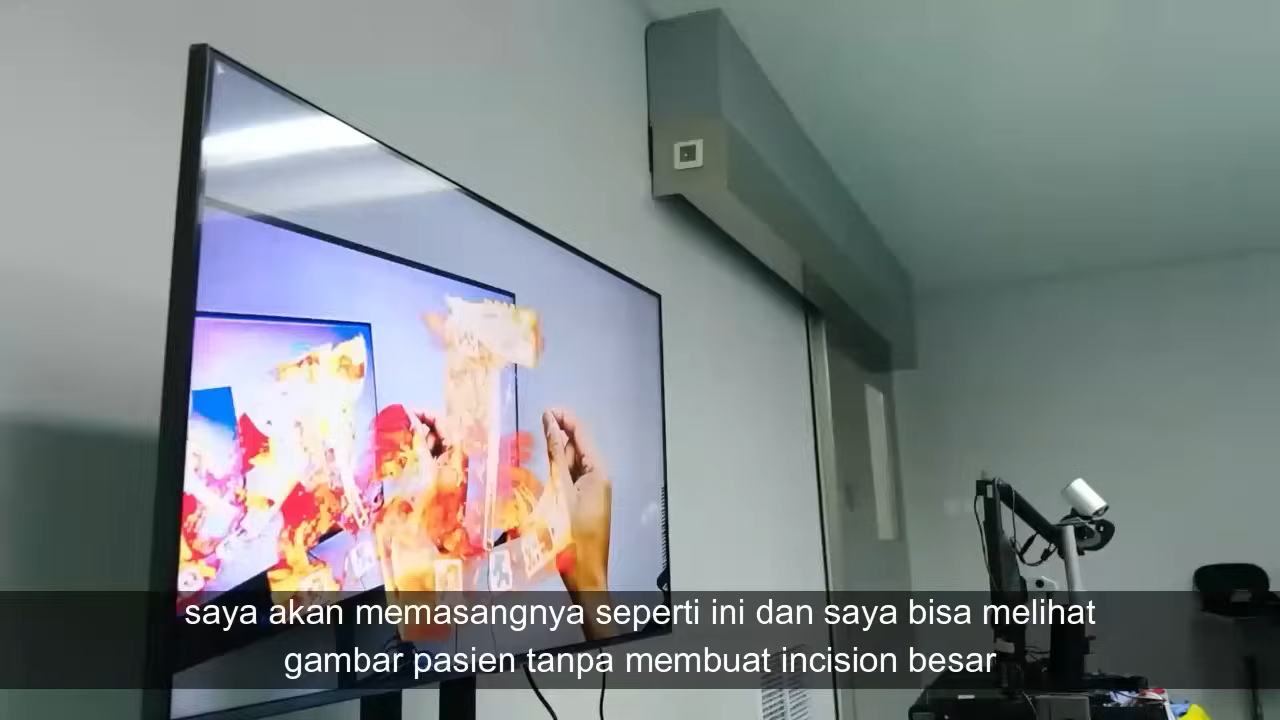 saya akan memasangnya seperti ini dan saya bisa melihat
gambar pasien tanpa membuat incision besar